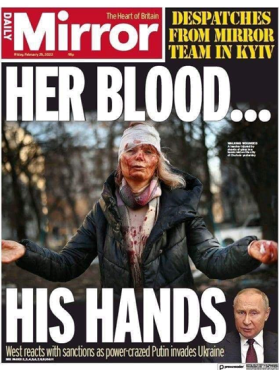 DAILY
Mirror
The Heart of Britain
DESPATCHES
FROM MIRROR
TEAM IN KYIV
HER BLOOD...
HIS HANDS
West reacts with sanctions as power-crazed Putin invades Ukraine